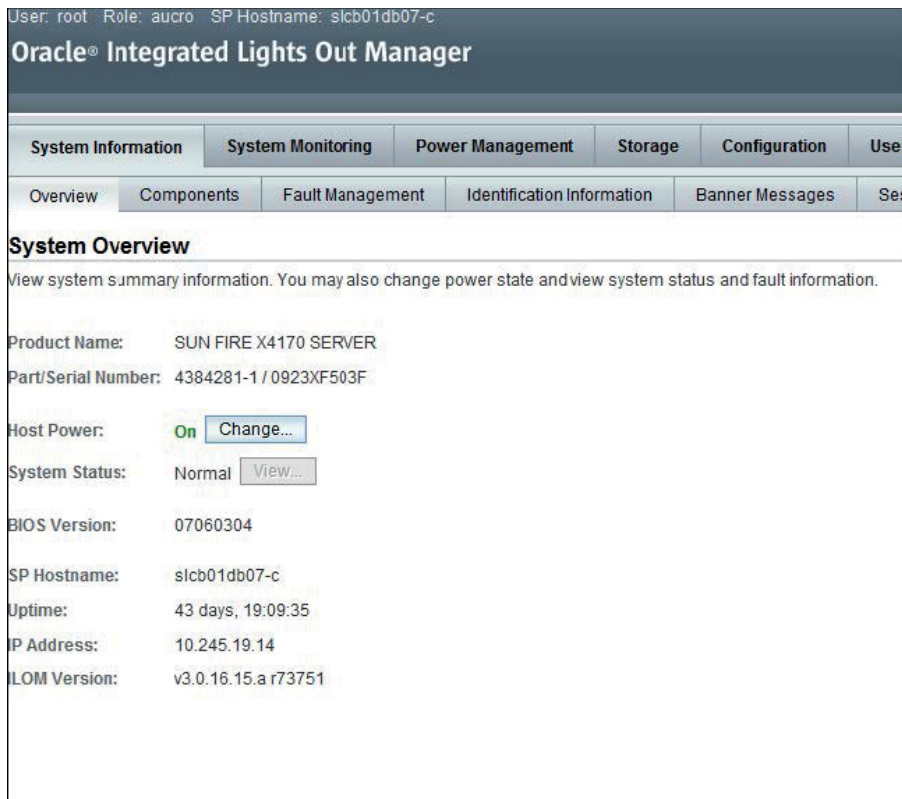 User: root   Role: aucro   SP Hostname: slcb01db07-c
Oracle® Integrated Lights Out Manager
System Information   System Monitoring   Power Management   Storage   Configuration   Use
Overview   Components   Fault Management   Identification Information   Banner Messages   Ses
System Overview
View system summary information. You may also change power state and view system status and fault information.
Product Name:   SUN FIRE X4170 SERVER
Part/Serial Number:   4384281-1 / 0923XF503F
Host Power:   On   Change...
System Status:   Normal   View...
BIOS Version:   07060304
SP Hostname:   slcb01db07-c
Uptime:   43 days, 19:09:35
IP Address:   10.245.19.14
ILOM Version:   v3.0.16.15.a r73751